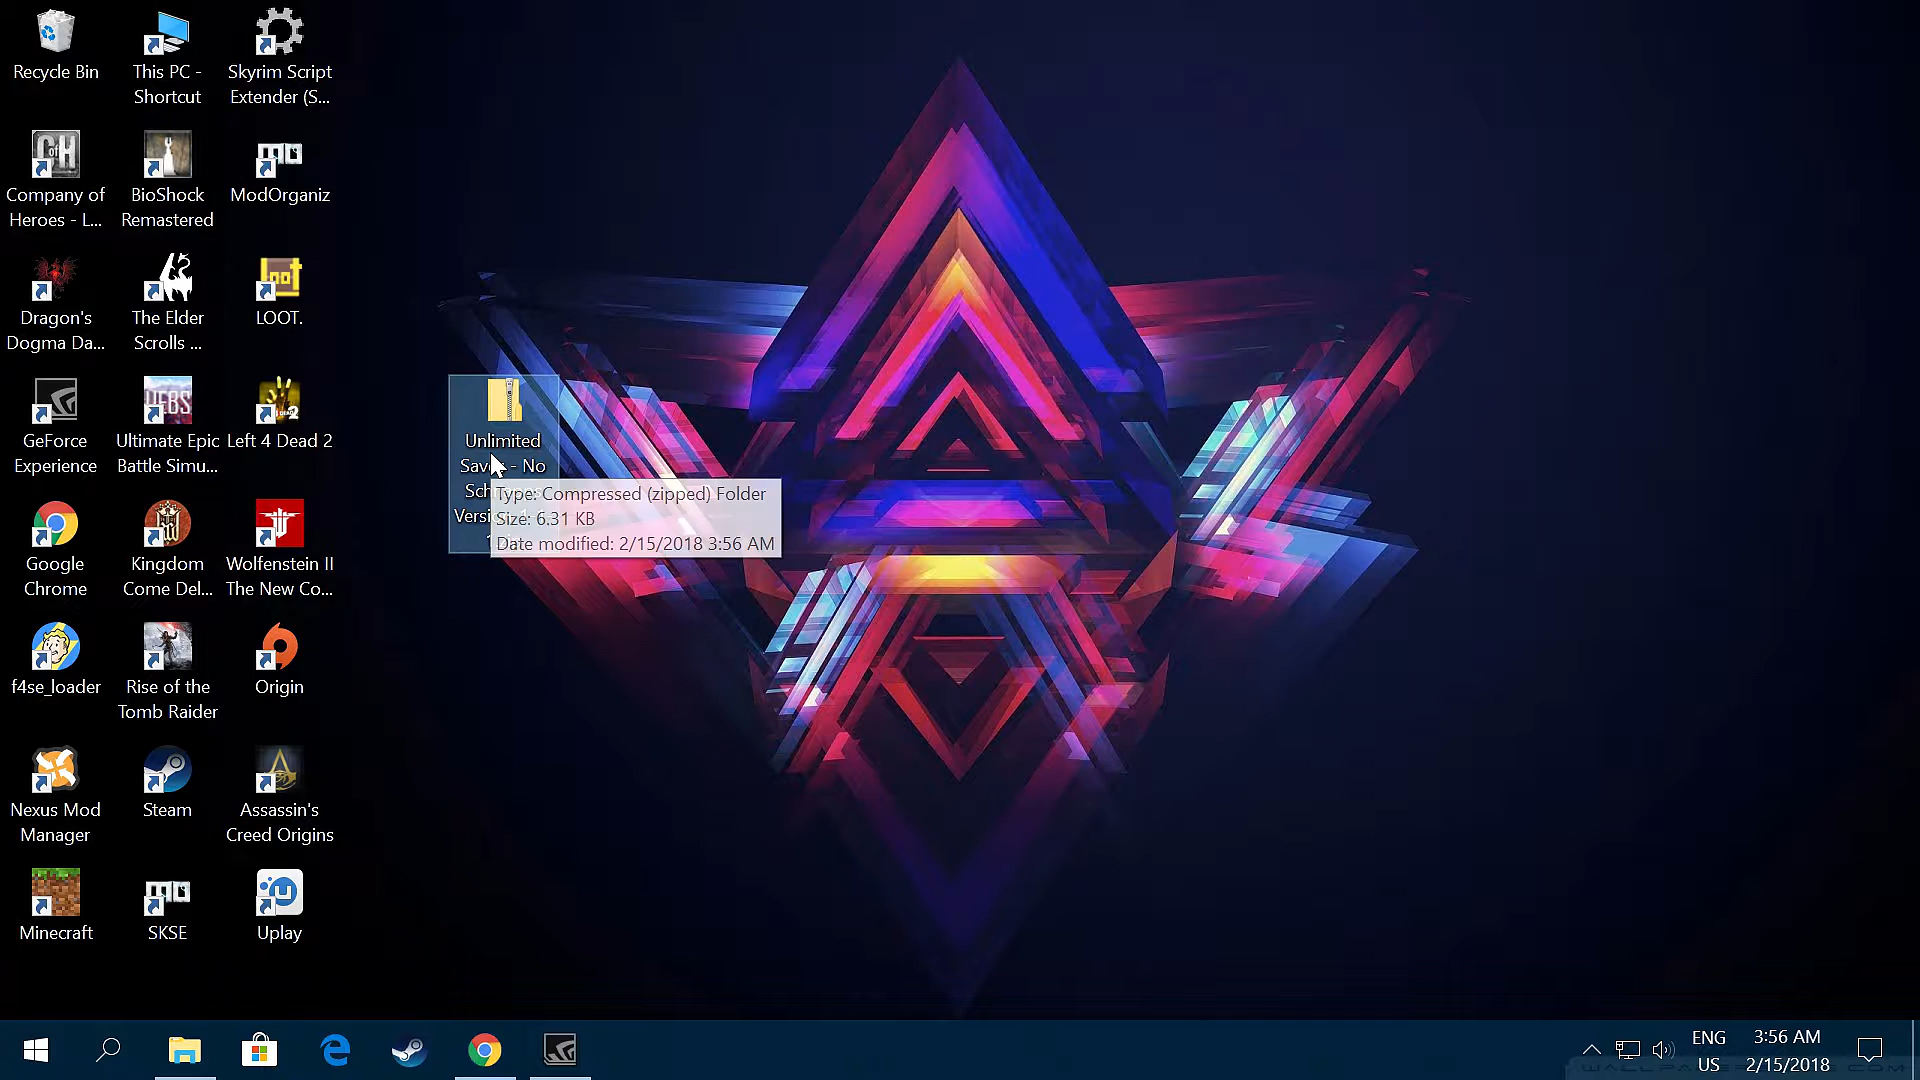 Recycle Bin
This PC -
Shortcut
Skyrim Script
Extender (S...
Company of
Heroes - L...
BioShock
Remastered
ModOrganiz
Dragon's
Dogma Da...
The Elder
Scrolls ...
LOOT.
GeForce
Experience
Ultimate Epic
Battle Simu...
Left 4 Dead 2
Google
Chrome
Kingdom
Come Del...
Wolfenstein II
The New Co...
f4se_loader
Rise of the
Tomb Raider
Origin
Nexus Mod
Manager
Steam
Assassin's
Creed Origins
Minecraft
SKSE
Uplay
Unlimited
- No
Type: Compressed (zipped) Folder
Size: 6.31 KB
Date modified: 2/15/2018 3:56 AM
ENG
US
3:56 AM
2/15/2018